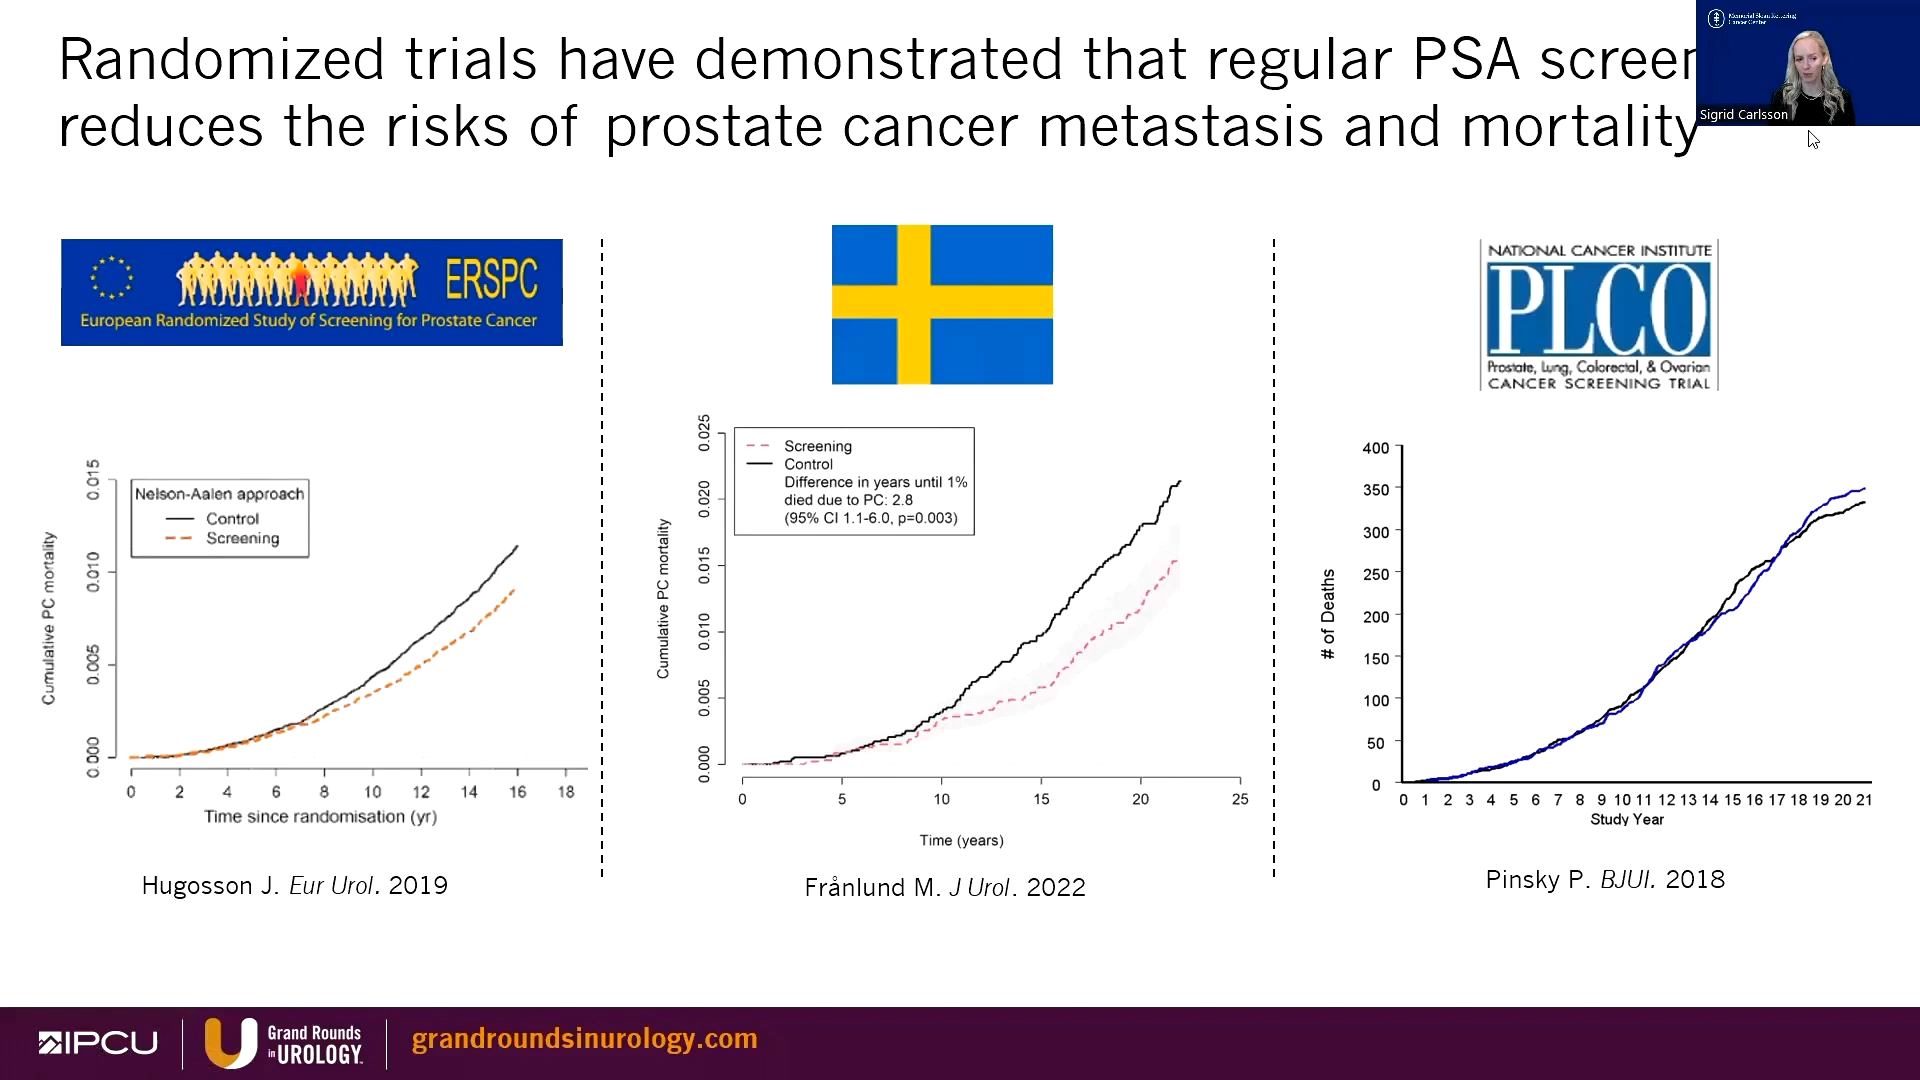 Randomized trials have demonstrated that regular PSA screen
reduces the risks of prostate cancer metastasis and mortality
Memorial Sloan Kettering
Cancer Center
Sigrid Carlsson
ERSPC
European Randomized Study of Screening for Prostate Cancer
NATIONAL CANCER INSTITUTE
PLCO
Prostate, Lung, Colorectal, & Ovarian
CANCER SCREENING TRIAL
Cumulative PC mortality
0.015
0.010
0.005
0.000
Nelson-Aalen approach
Control
Screening
0 2 4 6 8 10 12 14 16 18
Time since randomisation (yr)
Hugosson J. Eur Urol. 2019
Cumulative PC mortality
0.025
0.020
0.015
0.010
0.005
0.000
Screening
Control
Difference in years until 1%
died due to PC: 2.8
(95% CI 1.1-6.0, p=0.003)
0 5 10 15 20 25
Time (years)
Frånlund M. J Urol. 2022
# of Deaths
400
350
300
250
200
150
100
50
0
0 1 2 3 4 5 6 7 8 9 10 11 12 13 14 15 16 17 18 19 20 21
Study Year
Pinsky P. BJUI. 2018
IPCU
Grand Rounds
in UROLOGY
grandroundsinurology.com